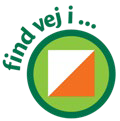 find vej i ...